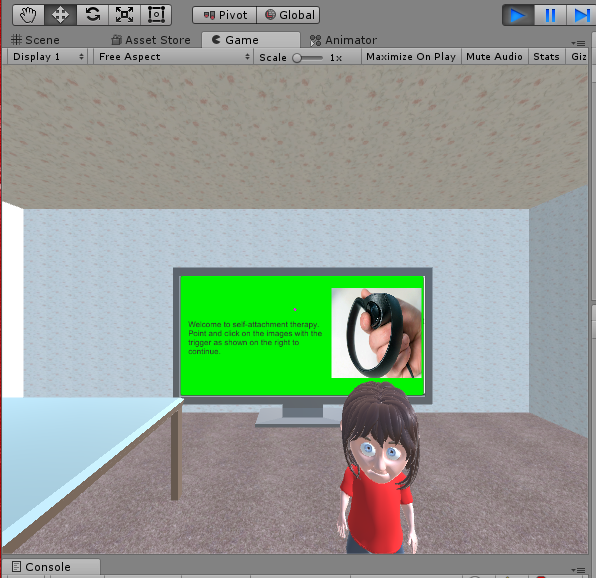 Pivot Global
Scene Asset Store Game Animator
Display 1 Free Aspect Scale 1x Maximize On Play Mute Audio Stats Giz
Welcome to self-attachment therapy.
Point and click on the images with the
trigger as shown on the right to
continue.
Console